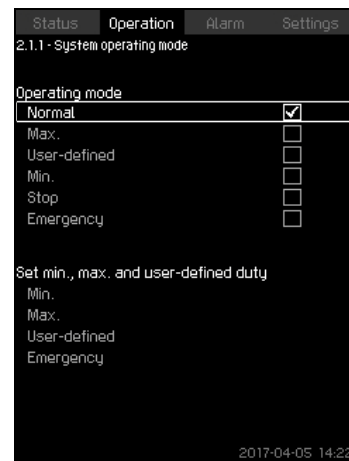 Status Operation Alarm Settings
2.1.1 - System operating mode
Operating mode
Normal
Max.
User-defined
Min.
Stop
Emergency
Set min., max. and user-defined duty
Min.
Max.
User-defined
Emergency
2017-04-05 14:22